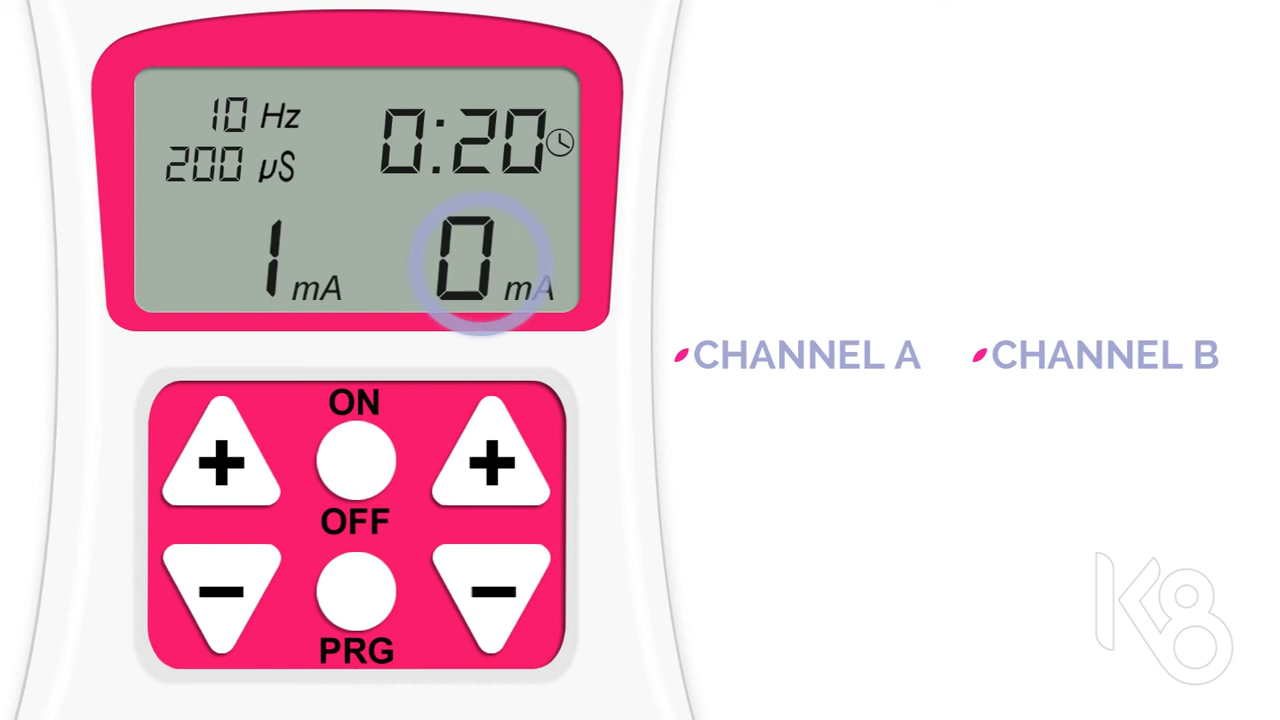 10 Hz 0:20
200 µS
1 mA 0 mA
CHANNEL A CHANNEL B
ON
+ +
OFF
- -
PRG
K8